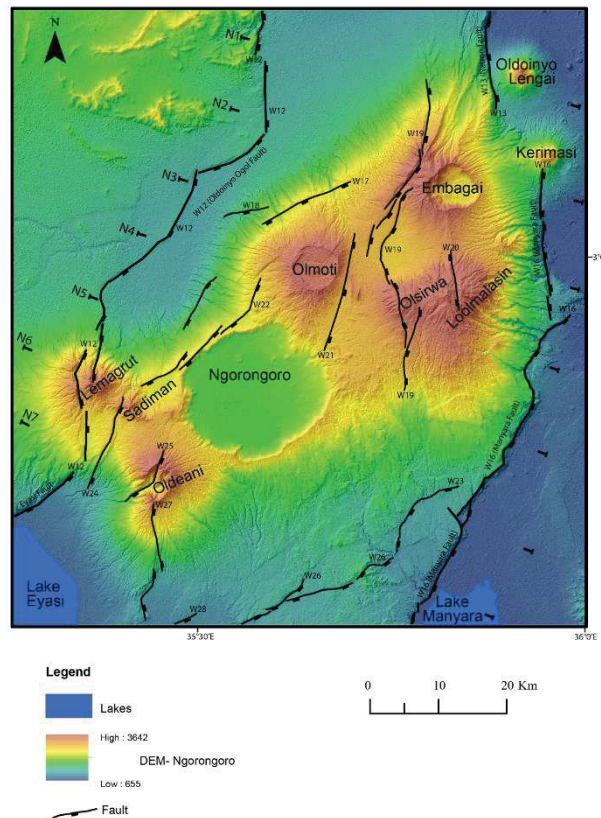 N
N1
W12
N2
W12
W13 (Natron Fault)
Oldoinyo
Lengai
W13
W19
Kerimasi
W16
N3
W12 (Oldoinyo Ogol Fault)
W17
Embagai
W18
N4
W12
W19
W20
W16 (Manyara Fault)
3°
Olmoti
Olsirwa
Loolmalasin
N5
W22
W16
N6
W12
W21
Lemagrut
Sadiman
Ngorongoro
W19
N7
W16 (Manyara Fault)
W25
W12
W24
Oldeani
W23
Eyasi Fault
W27
W26
W26
W16 (Manyara Fault)
Lake
Eyasi
W28
Lake
Manyara
35°30'E
36°0'E
Legend
Lakes
High : 3642
DEM- Ngorongoro
Low : 655
Fault
0 10 20 Km